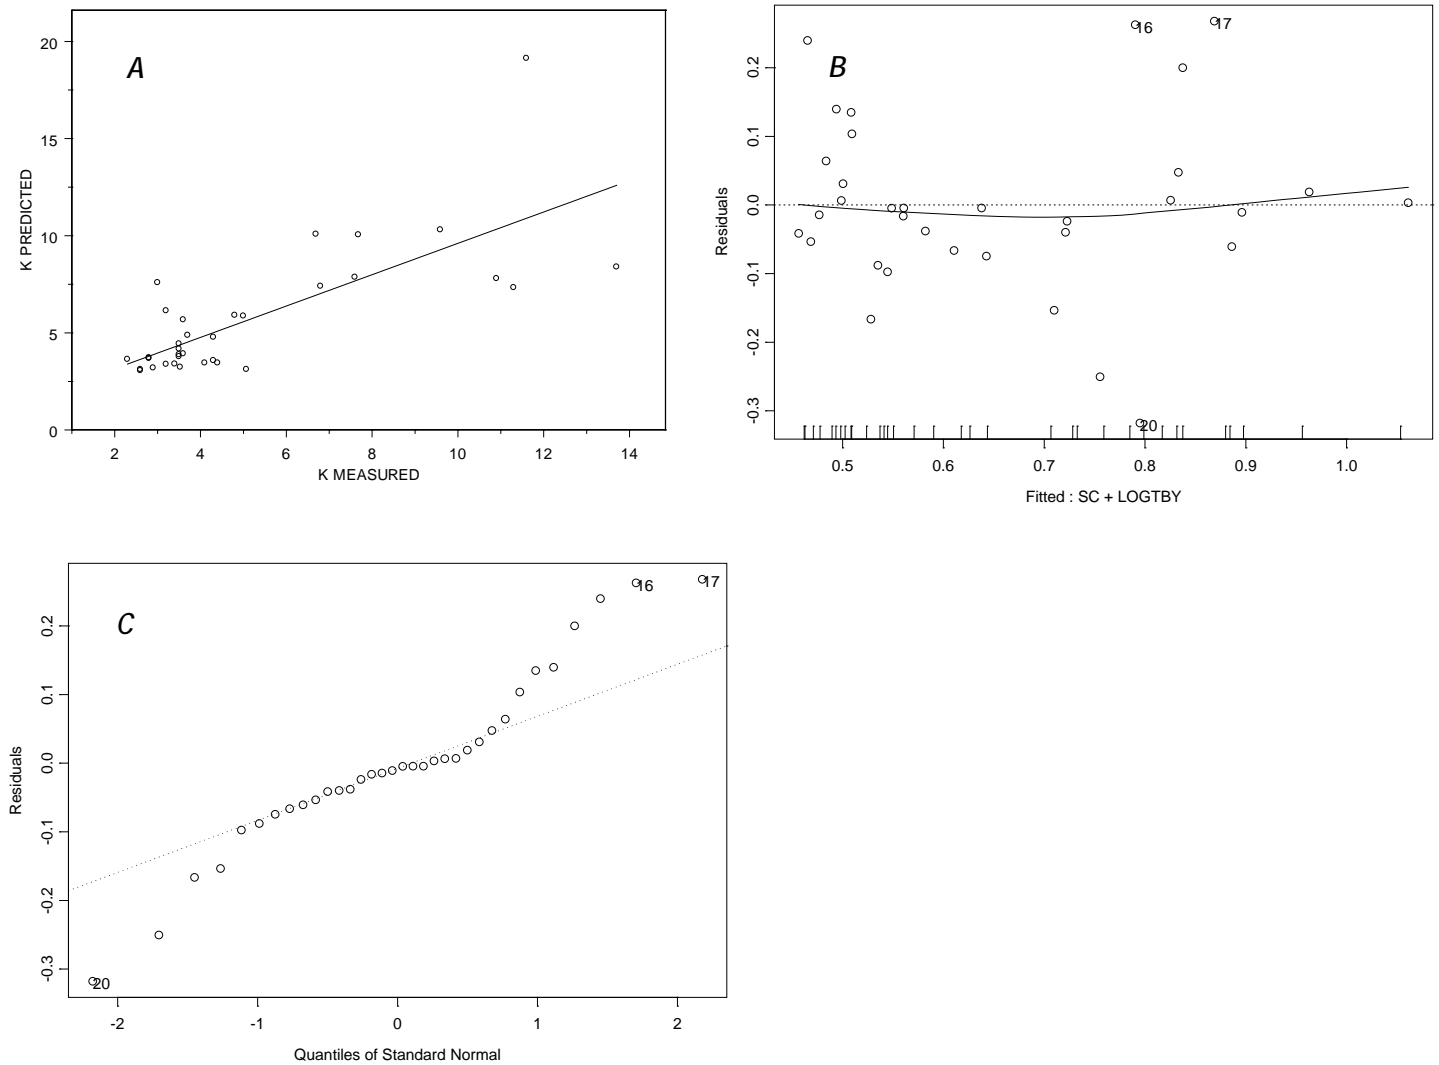 A
20
15
10
5
0
K PREDICTED
2 4 6 8 10 12 14
K MEASURED
B
16 17
0.2
0.1
0.0
-0.1
-0.2
-0.3
Residuals
20
0.5 0.6 0.7 0.8 0.9 1.0
Fitted : SC + LOGTBY
C
16 17
0.2
0.1
0.0
-0.1
-0.2
-0.3
Residuals
20
-2 -1 0 1 2
Quantiles of Standard Normal